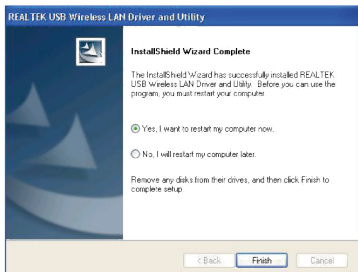 REALTEK USB Wireless LAN Driver and Utility
InstallShield Wizard Complete
The InstallShield Wizard has successfully installed REALTEK
USB Wireless LAN Driver and Utility. Before you can use the
program, you must restart your computer.
Yes, I want to restart my computer now.
No, I will restart my computer later.
Remove any disks from their drives, and then click Finish to
complete setup.
< Back
Finish
Cancel